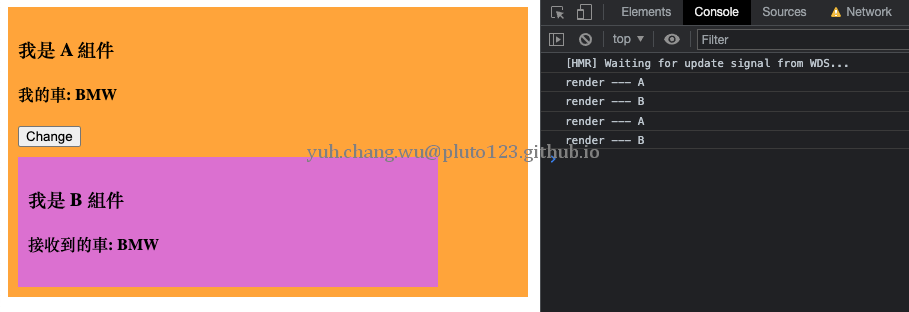 我是 A 組件
我的車: BMW
Change
我是 B 組件
接收到的車: BMW
Elements Console Sources Network
top Filter
[HMR] Waiting for update signal from WDS...
render --- A
render --- B
render --- A
render --- B
yuh.chang.wu@pluto123.github.io